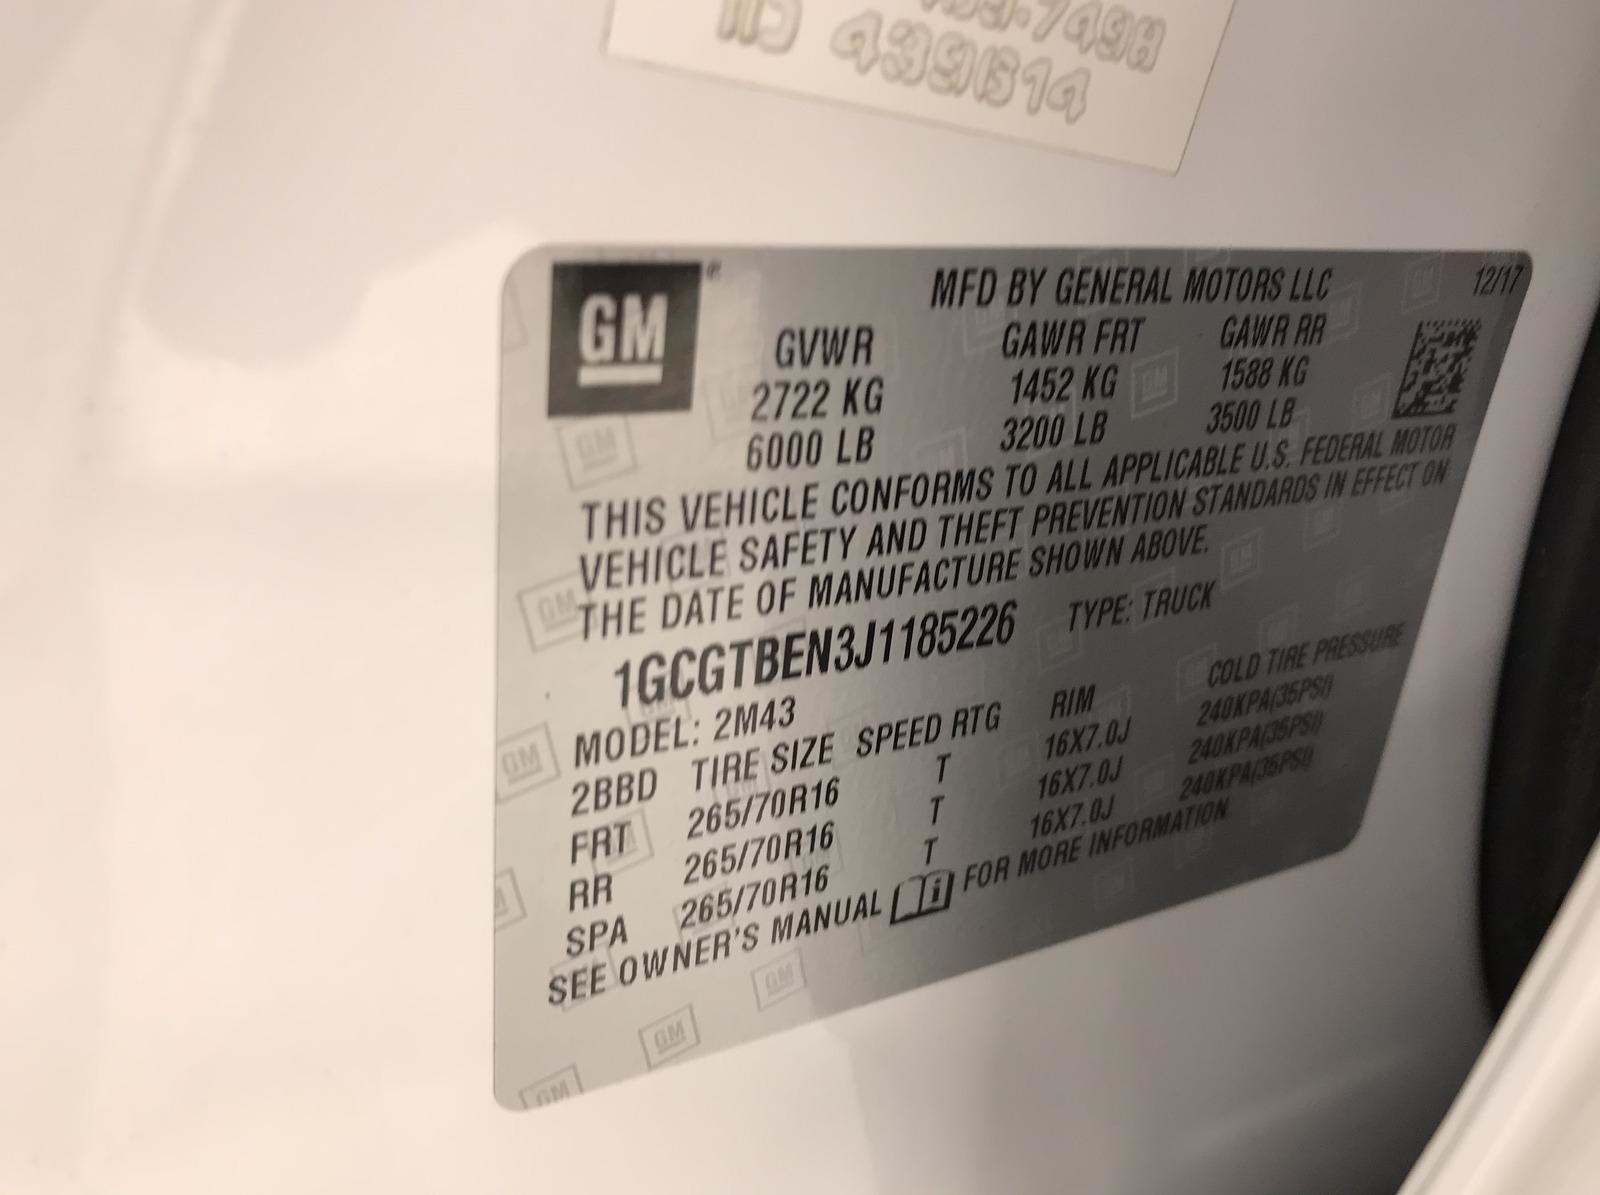 749H
439614
GM ®
MFD BY GENERAL MOTORS LLC 12/17
GVWR GAWR FRT GAWR RR
2722 KG 1452 KG 1588 KG
6000 LB 3200 LB 3500 LB
THIS VEHICLE CONFORMS TO ALL APPLICABLE U.S. FEDERAL MOTOR
VEHICLE SAFETY AND THEFT PREVENTION STANDARDS IN EFFECT ON
THE DATE OF MANUFACTURE SHOWN ABOVE.
1GCGTBEN3J1185226 TYPE: TRUCK
MODEL: 2M43
2BBD TIRE SIZE SPEED RTG RIM COLD TIRE PRESSURE
FRT 265/70R16 T 16X7.0J 240KPA(35PSI)
RR 265/70R16 T 16X7.0J 240KPA(35PSI)
SPA 265/70R16 T 16X7.0J 240KPA(35PSI)
SEE OWNER'S MANUAL FOR MORE INFORMATION